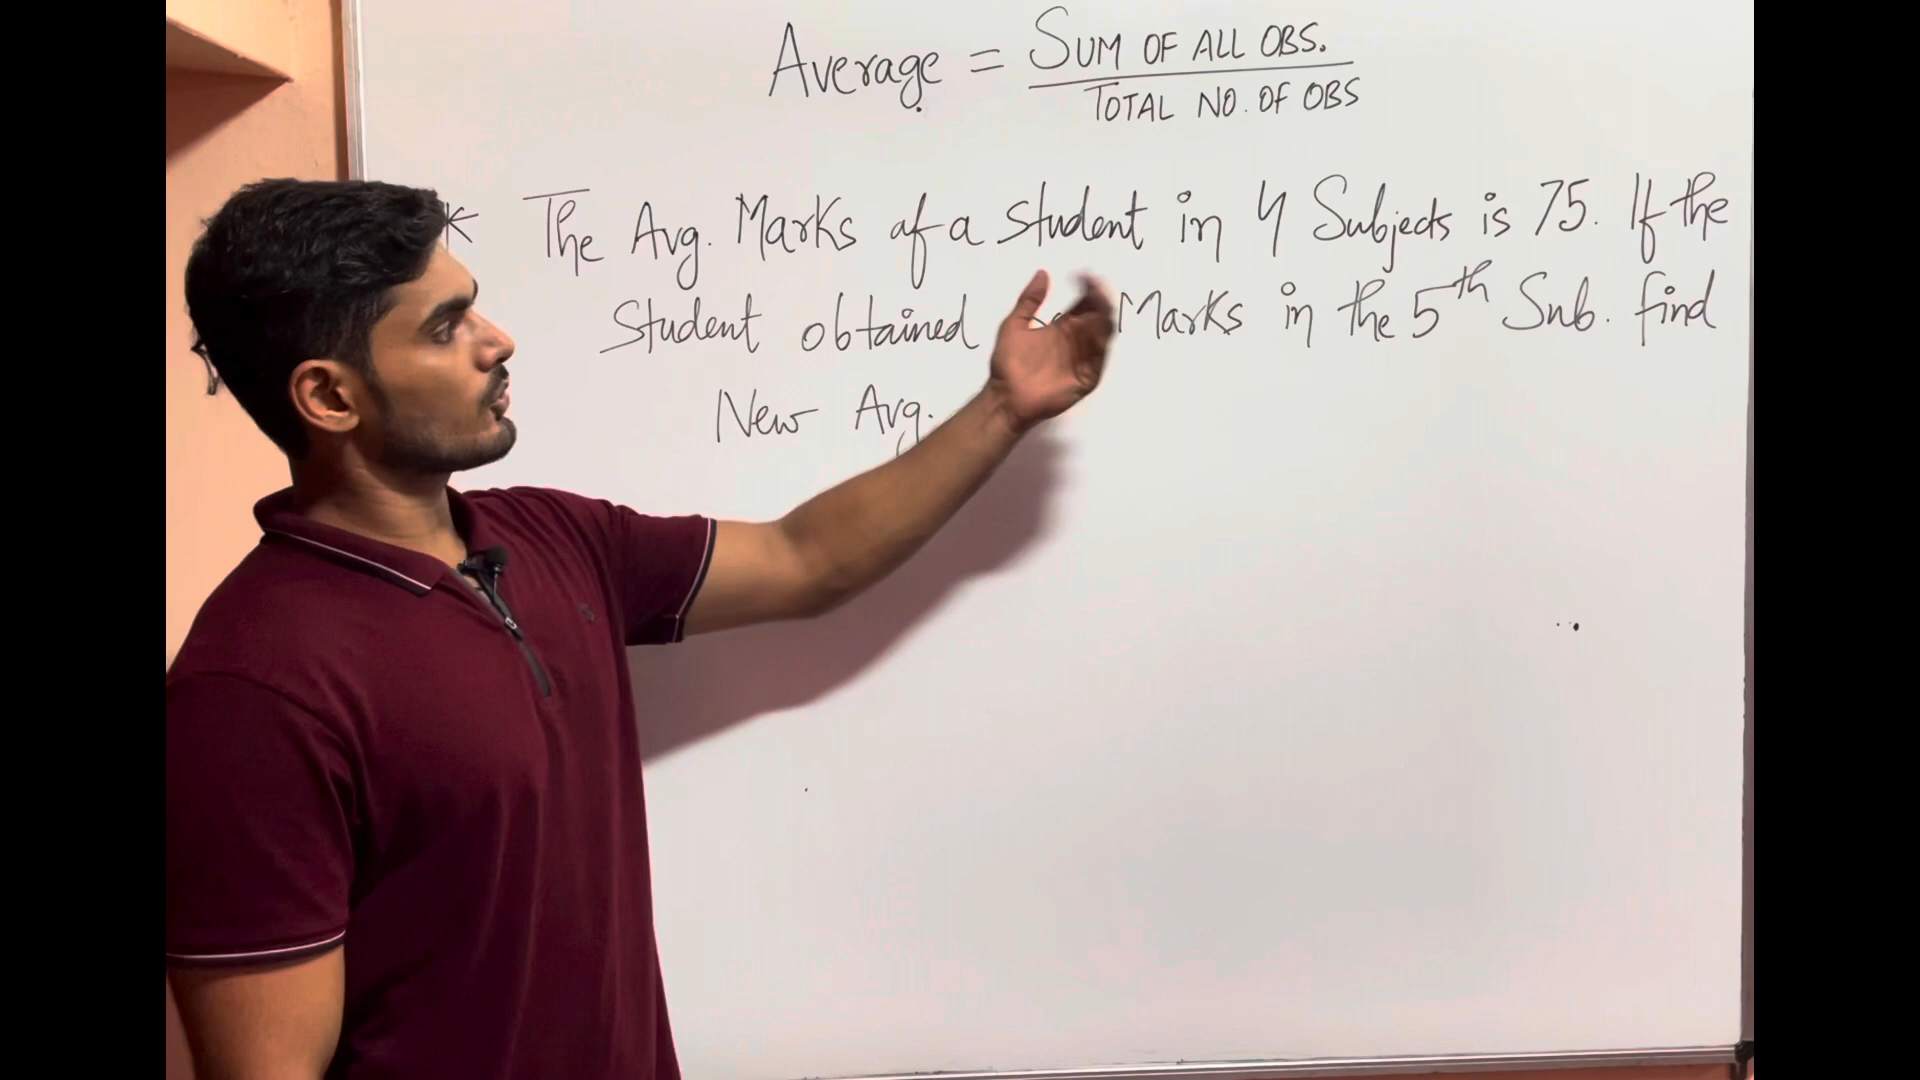 Average = SUM OF ALL OBS.
TOTAL NO. OF OBS
The Avg. Marks of a student in 4 Subjects is 75. If the
Student obtained Marks in the 5th Sub. find
New Avg.